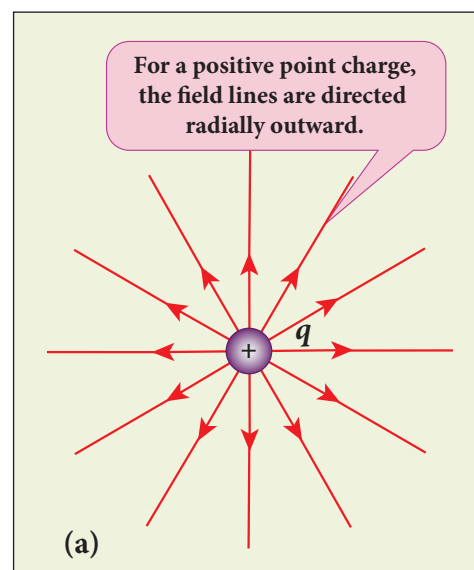 For a positive point charge,
the field lines are directed
radially outward.
q
+
(a)